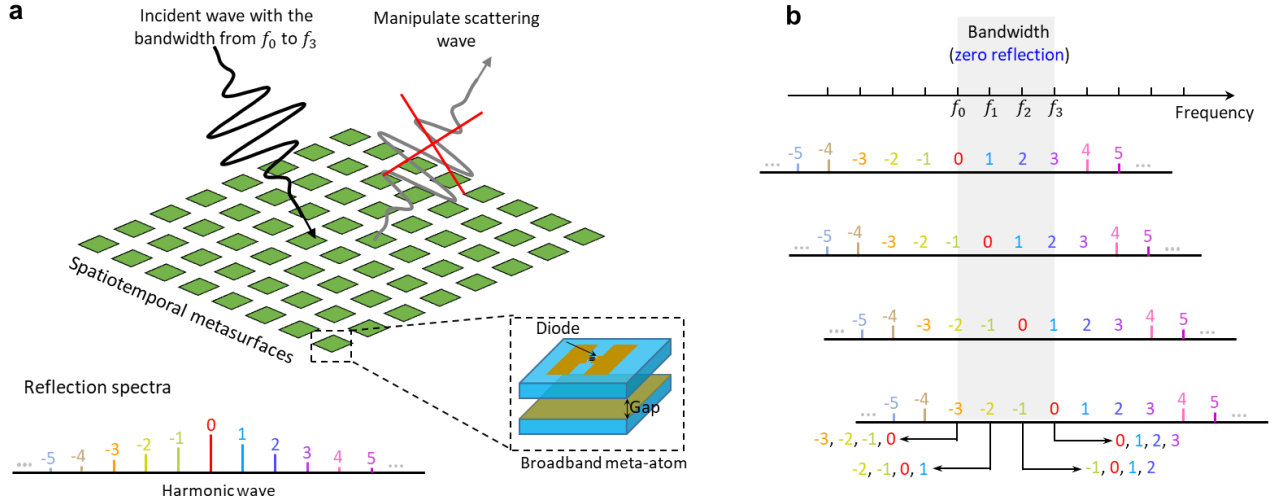 a
Incident wave with the
bandwidth from f₀ to f₃
Manipulate scattering
wave
Spatiotemporal metasurfaces
Diode
Gap
Broadband meta-atom
Reflection spectra
... -5 -4 -3 -2 -1 0 1 2 3 4 5 ...
Harmonic wave
b
Bandwidth
(zero reflection)
f₀ f₁ f₂ f₃
Frequency
... -5 -4 -3 -2 -1 0 1 2 3 4 5 ...
... -5 -4 -3 -2 -1 0 1 2 3 4 5 ...
... -5 -4 -3 -2 -1 0 1 2 3 4 5 ...
... -5 -4 -3 -2 -1 0 1 2 3 4 5 ...
-3, -2, -1, 0
0, 1, 2, 3
-2, -1, 0, 1
-1, 0, 1, 2